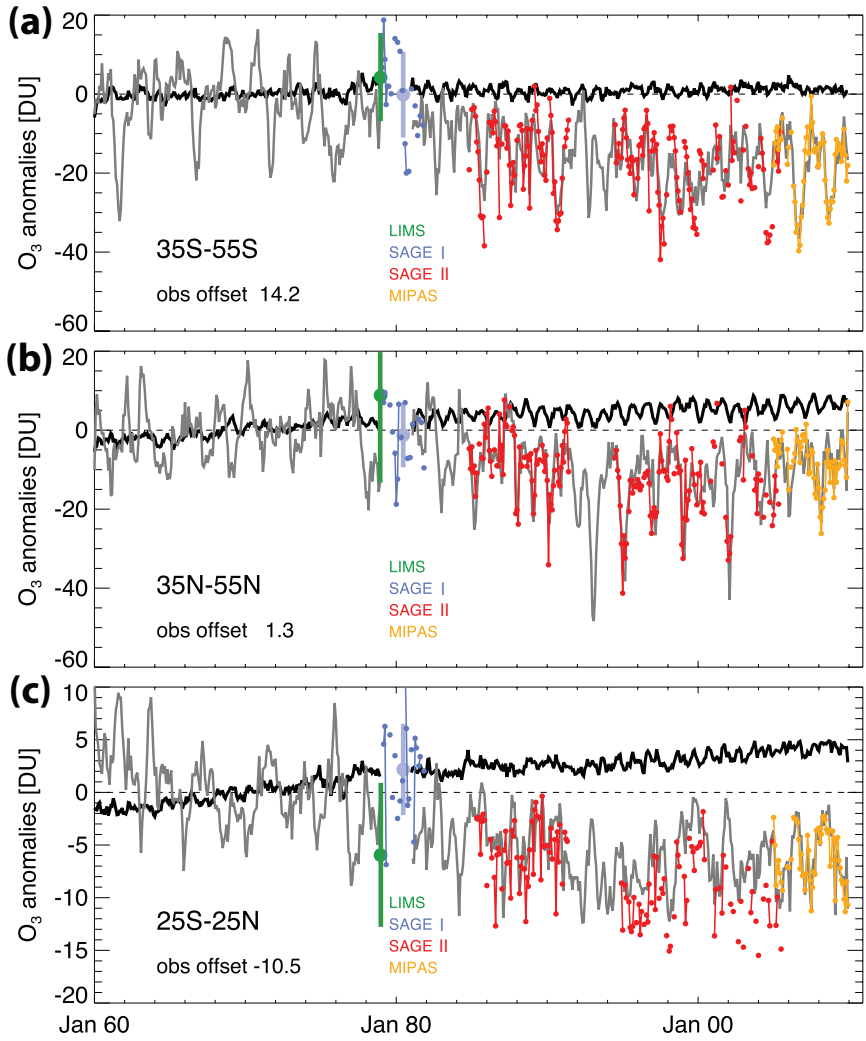 (a)
20
0
-20
-40
-60
O3 anomalies [DU]
35S-55S
obs offset 14.2
LIMS
SAGE I
SAGE II
MIPAS
(b)
20
0
-20
-40
-60
O3 anomalies [DU]
35N-55N
obs offset 1.3
LIMS
SAGE I
SAGE II
MIPAS
(c)
10
5
0
-5
-10
-15
-20
O3 anomalies [DU]
25S-25N
obs offset -10.5
LIMS
SAGE I
SAGE II
MIPAS
Jan 60 Jan 80 Jan 00